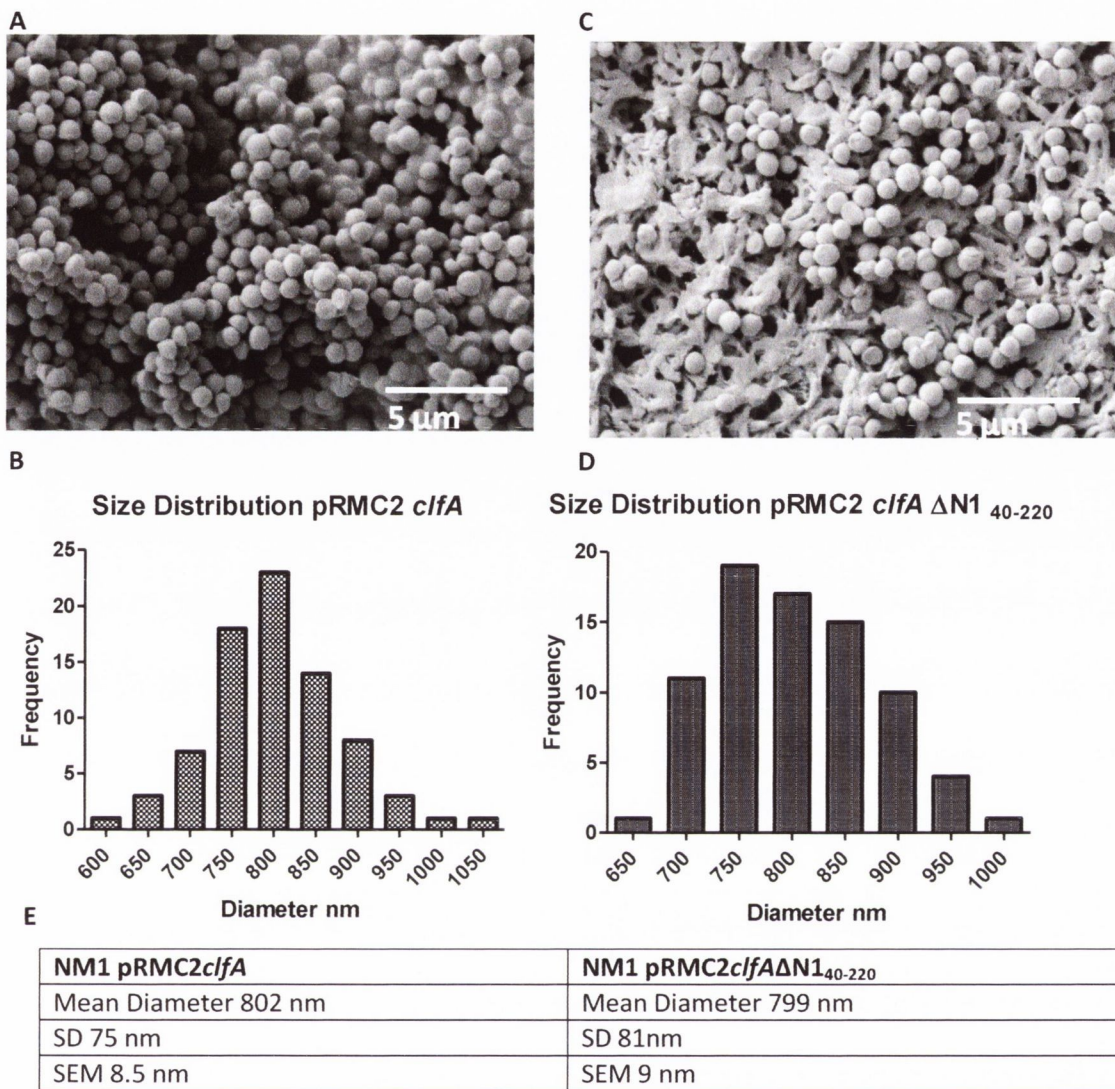 A
C
5 μm
5 μm
B
D
Size Distribution pRMC2 clfA
Size Distribution pRMC2 clfA ΔN1 40-220
25
20
15
10
5
0
Frequency
600 650 700 750 800 850 900 950 1000 1050
Diameter nm
20
15
10
5
0
Frequency
650 700 750 800 850 900 950 1000
Diameter nm
E
NM1 pRMC2clfA
NM1 pRMC2clfAΔN140-220
Mean Diameter 802 nm
Mean Diameter 799 nm
SD 75 nm
SD 81nm
SEM 8.5 nm
SEM 9 nm